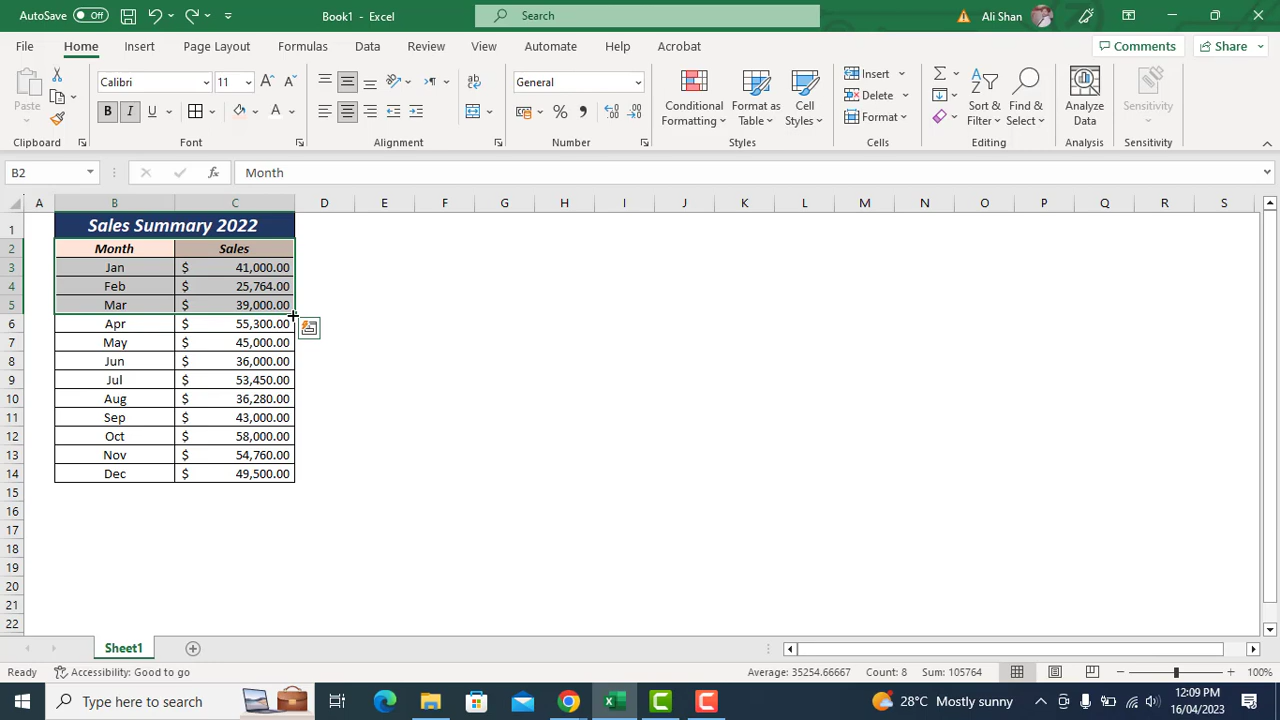 AutoSave Off Book1 - Excel Search Ali Shan
File Home Insert Page Layout Formulas Data Review View Automate Help Acrobat Comments Share
Paste Calibri 11 B I U A General Conditional Formatting Format as Table Cell Styles Insert Delete Format Sort & Filter Find & Select Analyze Data Sensitivity
Clipboard Font Alignment Number Styles Cells Editing Analysis Sensitivity
B2 fx Month
A B C D E F G H I J K L M N O P Q R S
1 Sales Summary 2022
2 Month Sales
3 Jan $ 41,000.00
4 Feb $ 25,764.00
5 Mar $ 39,000.00
6 Apr $ 55,300.00
7 May $ 45,000.00
8 Jun $ 36,000.00
9 Jul $ 53,450.00
10 Aug $ 36,280.00
11 Sep $ 43,000.00
12 Oct $ 58,000.00
13 Nov $ 54,760.00
14 Dec $ 49,500.00
15
16
17
18
19
20
21
22
Sheet1
Ready Accessibility: Good to go Average: 35254.66667 Count: 8 Sum: 105764 100%
Type here to search 28°C Mostly sunny 12:09 PM
16/04/2023